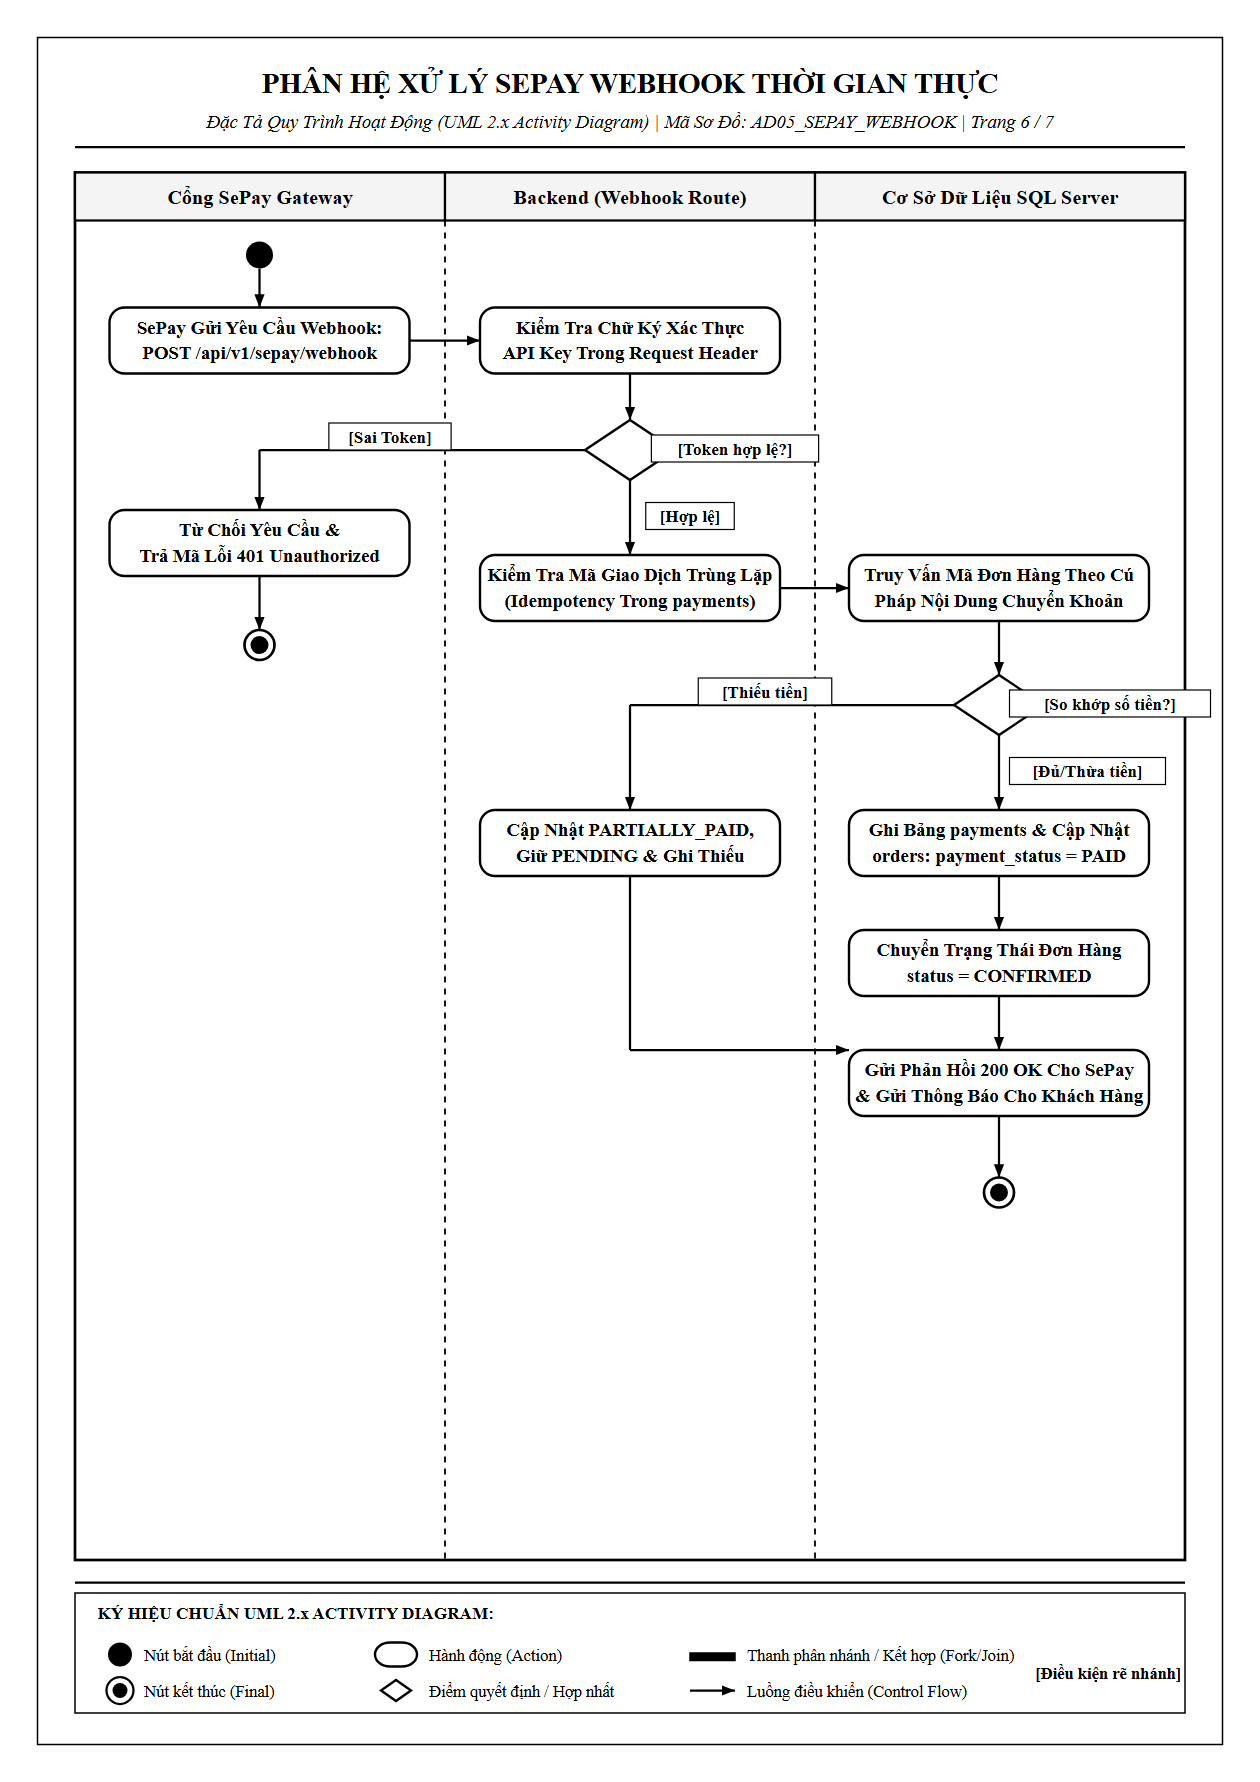 PHÂN HỆ XỬ LÝ SEPAY WEBHOOK THỜI GIAN THỰC
Đặc Tả Quy Trình Hoạt Động (UML 2.x Activity Diagram) | Mã Sơ Đồ: AD05_SEPAY_WEBHOOK | Trang 6 / 7
Cổng SePay Gateway
Backend (Webhook Route)
Cơ Sở Dữ Liệu SQL Server
SePay Gửi Yêu Cầu Webhook:
POST /api/v1/sepay/webhook
Kiểm Tra Chữ Ký Xác Thực
API Key Trong Request Header
[Sai Token]
[Token hợp lệ?]
[Hợp lệ]
Từ Chối Yêu Cầu &
Trả Mã Lỗi 401 Unauthorized
Kiểm Tra Mã Giao Dịch Trùng Lặp
(Idempotency Trong payments)
Truy Vấn Mã Đơn Hàng Theo Cú
Pháp Nội Dung Chuyển Khoản
[Thiếu tiền]
[So khớp số tiền?]
[Đủ/Thừa tiền]
Cập Nhật PARTIALLY_PAID,
Giữ PENDING & Ghi Thiếu
Ghi Bảng payments & Cập Nhật
orders: payment_status = PAID
Chuyển Trạng Thái Đơn Hàng
status = CONFIRMED
Gửi Phản Hồi 200 OK Cho SePay
& Gửi Thông Báo Cho Khách Hàng
KÝ HIỆU CHUẨN UML 2.x ACTIVITY DIAGRAM:
Nút bắt đầu (Initial)
Hành động (Action)
Thanh phân nhánh / Kết hợp (Fork/Join)
[Điều kiện rẽ nhánh]
Nút kết thúc (Final)
Điểm quyết định / Hợp nhất
Luồng điều khiển (Control Flow)